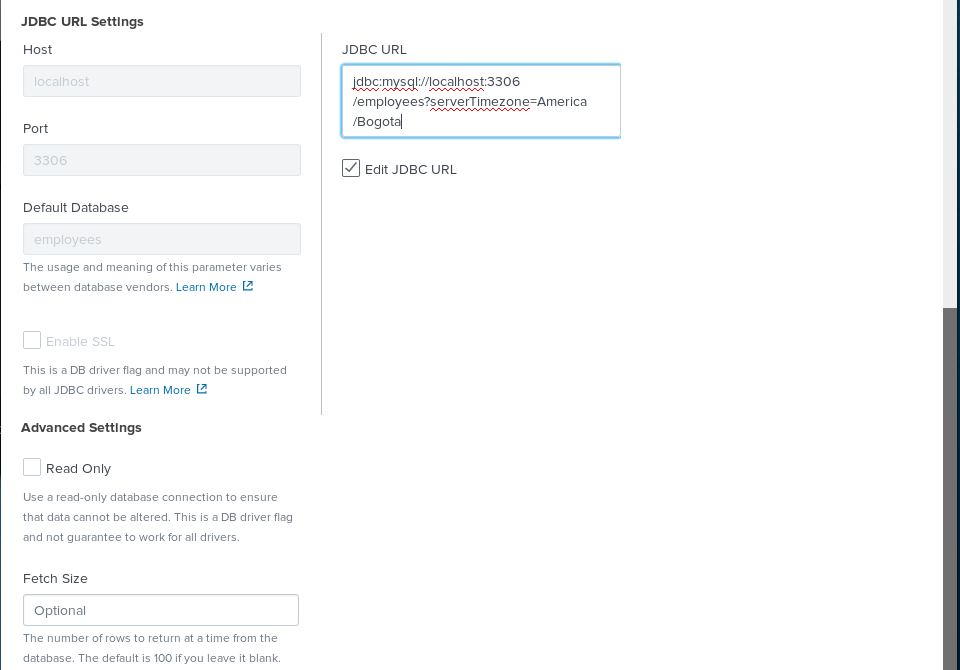 JDBC URL Settings
Host
localhost
Port
3306
Default Database
employees
The usage and meaning of this parameter varies
between database vendors. Learn More
Enable SSL
This is a DB driver flag and may not be supported
by all JDBC drivers. Learn More
JDBC URL
jdbc:mysql://localhost:3306
/employees?serverTimezone=America
/Bogota
Edit JDBC URL
Advanced Settings
Read Only
Use a read-only database connection to ensure
that data cannot be altered. This is a DB driver flag
and not guarantee to work for all drivers.
Fetch Size
Optional
The number of rows to return at a time from the
database. The default is 100 if you leave it blank.